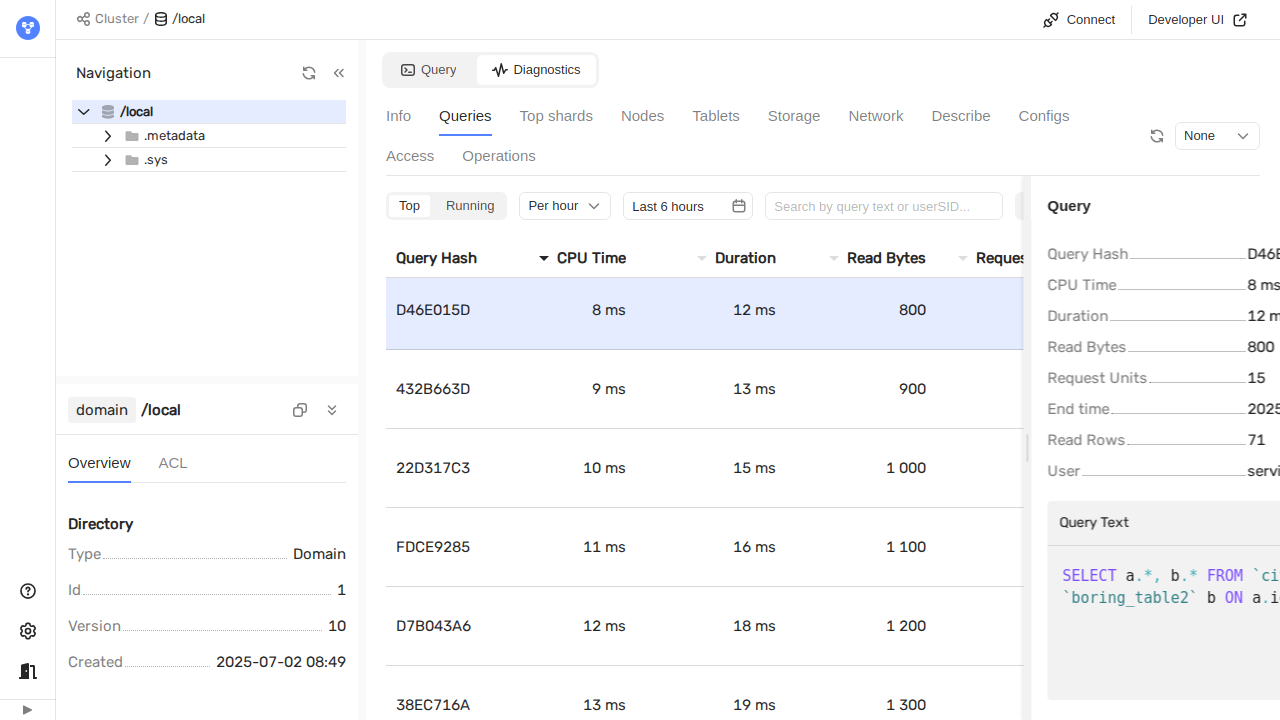 Cluster / /local
Connect
Developer UI
Navigation
/local
.metadata
.sys
domain /local
Overview ACL
Directory
Type Domain
Id 1
Version 10
Created 2025-07-02 08:49
Query Diagnostics
Info Queries Top shards Nodes Tablets Storage Network Describe Configs
Access Operations
None
Top Running Per hour Last 6 hours Search by query text or userSID...
Query Hash CPU Time Duration Read Bytes Reques
D46E015D 8 ms 12 ms 800
432B663D 9 ms 13 ms 900
22D317C3 10 ms 15 ms 1 000
FDCE9285 11 ms 16 ms 1 100
D7B043A6 12 ms 18 ms 1 200
38EC716A 13 ms 19 ms 1 300
Query
Query Hash D46E
CPU Time 8 ms
Duration 12 m
Read Bytes 800
Request Units 15
End time 2025
Read Rows 71
User servi
Query Text
SELECT a.*, b.* FROM `ci
`boring_table2` b ON a.i